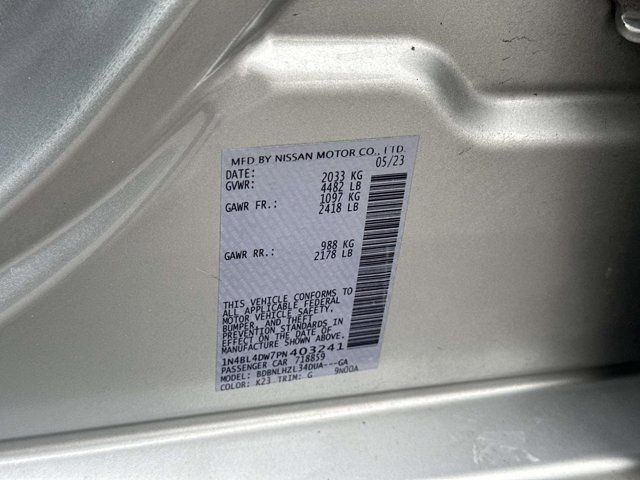 MFD BY NISSAN MOTOR CO., LTD.
DATE: 05/23
GVWR: 2033 KG
4482 LB
GAWR FR.: 1097 KG
2418 LB
GAWR RR.: 988 KG
2178 LB
THIS VEHICLE CONFORMS TO
ALL APPLICABLE FEDERAL
MOTOR VEHICLE SAFETY,
BUMPER, AND THEFT
PREVENTION STANDARDS IN
EFFECT ON THE DATE OF
MANUFACTURE SHOWN ABOVE.
1N4BL4DW7PN403241
PASSENGER CAR 718859
MODEL: BDBNLHZL34DUA---GA
COLOR: K23 TRIM: G 9N00A